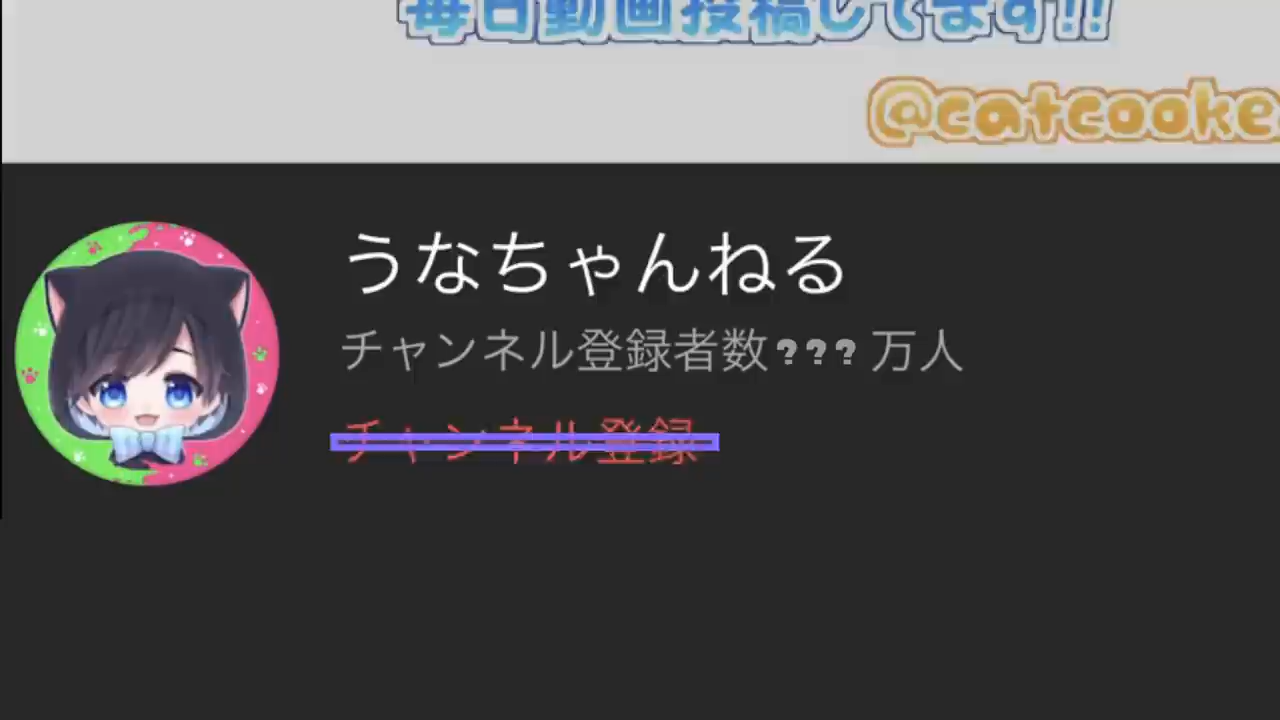 毎日動画投稿してます!!
@catcooke
うなちゃんねる
チャンネル登録者数??? 万人
チャンネル登録